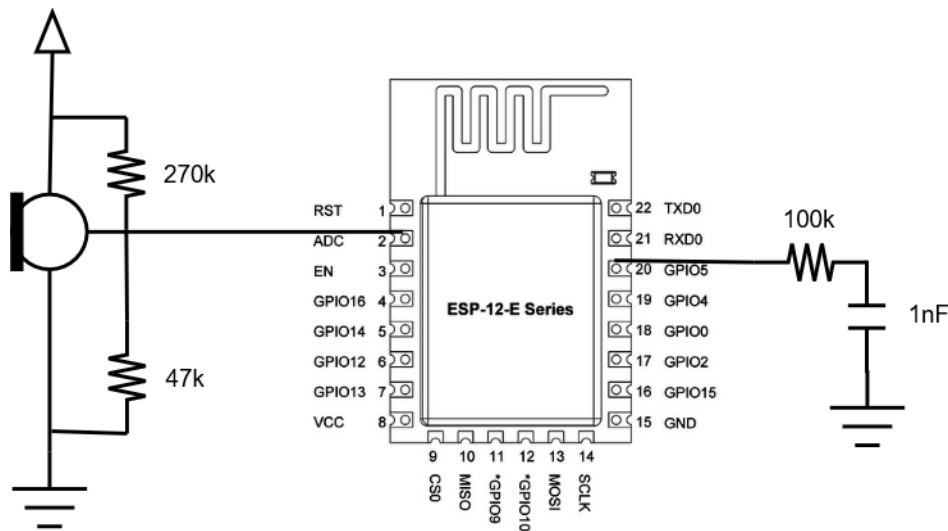 270k
47k
RST 1
ADC 2
EN 3
GPIO16 4
GPIO14 5
GPIO12 6
GPIO13 7
VCC 8
ESP-12-E Series
22 TXD0
21 RXD0
20 GPIO5
19 GPIO4
18 GPIO0
17 GPIO2
16 GPIO15
15 GND
9 10 11 12 13 14
CS0
MISO
*GPIO9
*GPIO10
MOSI
SCLK
100k
1nF